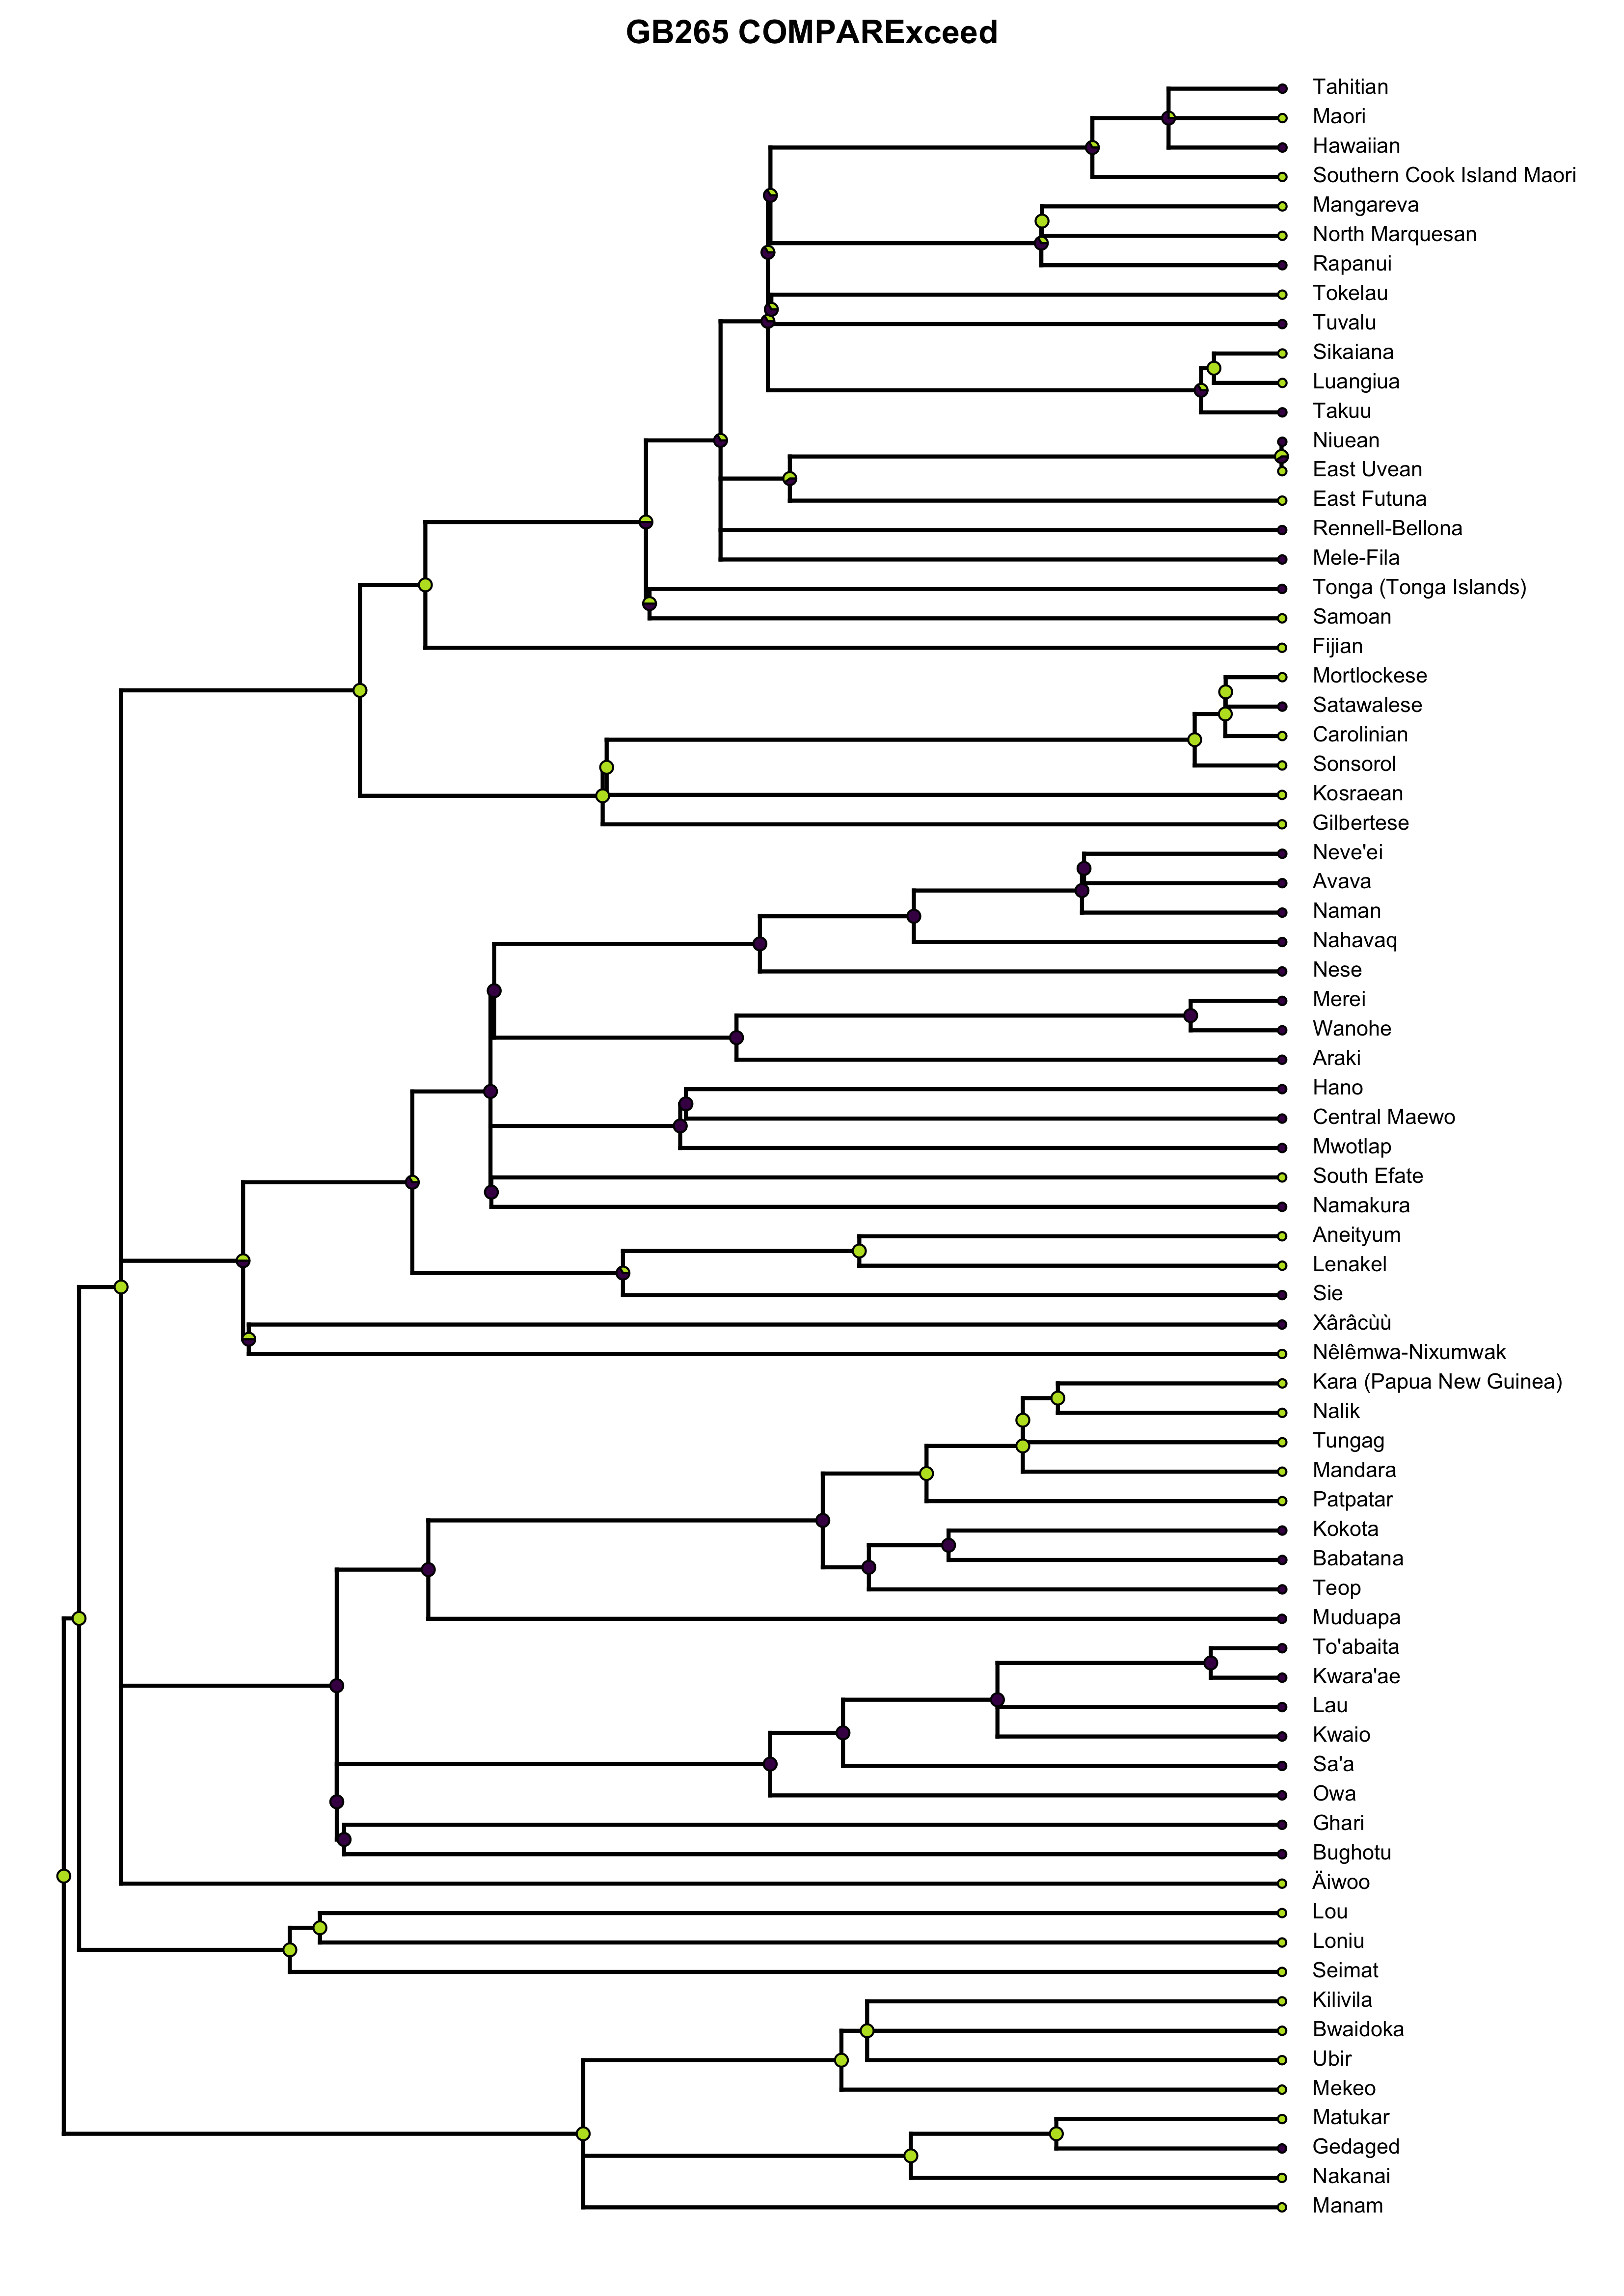 GB265 COMPARExceed
Tahitian
Maori
Hawaiian
Southern Cook Island Maori
Mangareva
North Marquesan
Rapanui
Tokelau
Tuvalu
Sikaiana
Luangiua
Takuu
Niuean
East Uvean
East Futuna
Rennell-Bellona
Mele-Fila
Tonga (Tonga Islands)
Samoan
Fijian
Mortlockese
Satawalese
Carolinian
Sonsorol
Kosraean
Gilbertese
Neve'ei
Avava
Naman
Nahavaq
Nese
Merei
Wanohe
Araki
Hano
Central Maewo
Mwotlap
South Efate
Namakura
Aneityum
Lenakel
Sie
Xârâcùù
Nêlêmwa-Nixumwak
Kara (Papua New Guinea)
Nalik
Tungag
Mandara
Patpatar
Kokota
Babatana
Teop
Muduapa
To'abaita
Kwara'ae
Lau
Kwaio
Sa'a
Owa
Ghari
Bughotu
Äiwoo
Lou
Loniu
Seimat
Kilivila
Bwaidoka
Ubir
Mekeo
Matukar
Gedaged
Nakanai
Manam